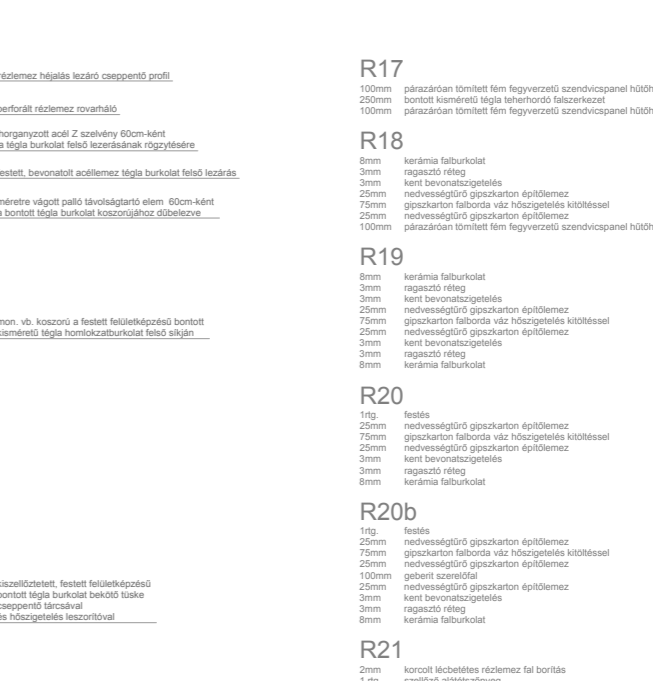 rézlemez héjalás lezáró cseppentő profil
perforált rézlemez rovarháló
horganyzott acél Z szelvény 60cm-ként
a tégla burkolat felső lezerásának rögzytésére
festett, bevonatolt acéllemez tégla burkolat felső lezárás
méretre vágott palló távolságtartó elem 60cm-ként
a bontott tégla burkolat koszorújához dűbelezve
mon. vb. koszorú a festett felületképzésű bontott
kisméretű tégla homlokzatburkolat felső síkján
kiszellőztetett, festett felületképzésű
bontott tégla burkolat bekötő tüske
cseppentő tárcsával
és hőszigetelés leszorítóval
R17
100mm párazáróan tömített fém fegyverzetű szendvicspanel hűtőh
250mm bontott kisméretű tégla teherhordó falszerkezet
100mm párazáróan tömített fém fegyverzetű szendvicspanel hűtőh
R18
8mm kerámia falburkolat
3mm ragasztó réteg
3mm kent bevonatszigetelés
25mm nedvességtűrő gipszkarton építőlemez
75mm gipszkarton falborda váz hőszigetelés kitöltéssel
25mm nedvességtűrő gipszkarton építőlemez
100mm párazáróan tömített fém fegyverzetű szendvicspanel hűtőh
R19
8mm kerámia falburkolat
3mm ragasztó réteg
3mm kent bevonatszigetelés
25mm nedvességtűrő gipszkarton építőlemez
75mm gipszkarton falborda váz hőszigetelés kitöltéssel
25mm nedvességtűrő gipszkarton építőlemez
3mm kent bevonatszigetelés
3mm ragasztó réteg
8mm kerámia falburkolat
R20
1rtg. festés
25mm nedvességtűrő gipszkarton építőlemez
75mm gipszkarton falborda váz hőszigetelés kitöltéssel
25mm nedvességtűrő gipszkarton építőlemez
3mm kent bevonatszigetelés
3mm ragasztó réteg
8mm kerámia falburkolat
R20b
1rtg. festés
25mm nedvességtűrő gipszkarton építőlemez
75mm gipszkarton falborda váz hőszigetelés kitöltéssel
25mm nedvességtűrő gipszkarton építőlemez
100mm geberit szerelőfal
25mm nedvességtűrő gipszkarton építőlemez
3mm kent bevonatszigetelés
3mm ragasztó réteg
8mm kerámia falburkolat
R21
2mm korcolt lécbetétes rézlemez fal borítás
1 rtg. szellőző alátétszőnyeg